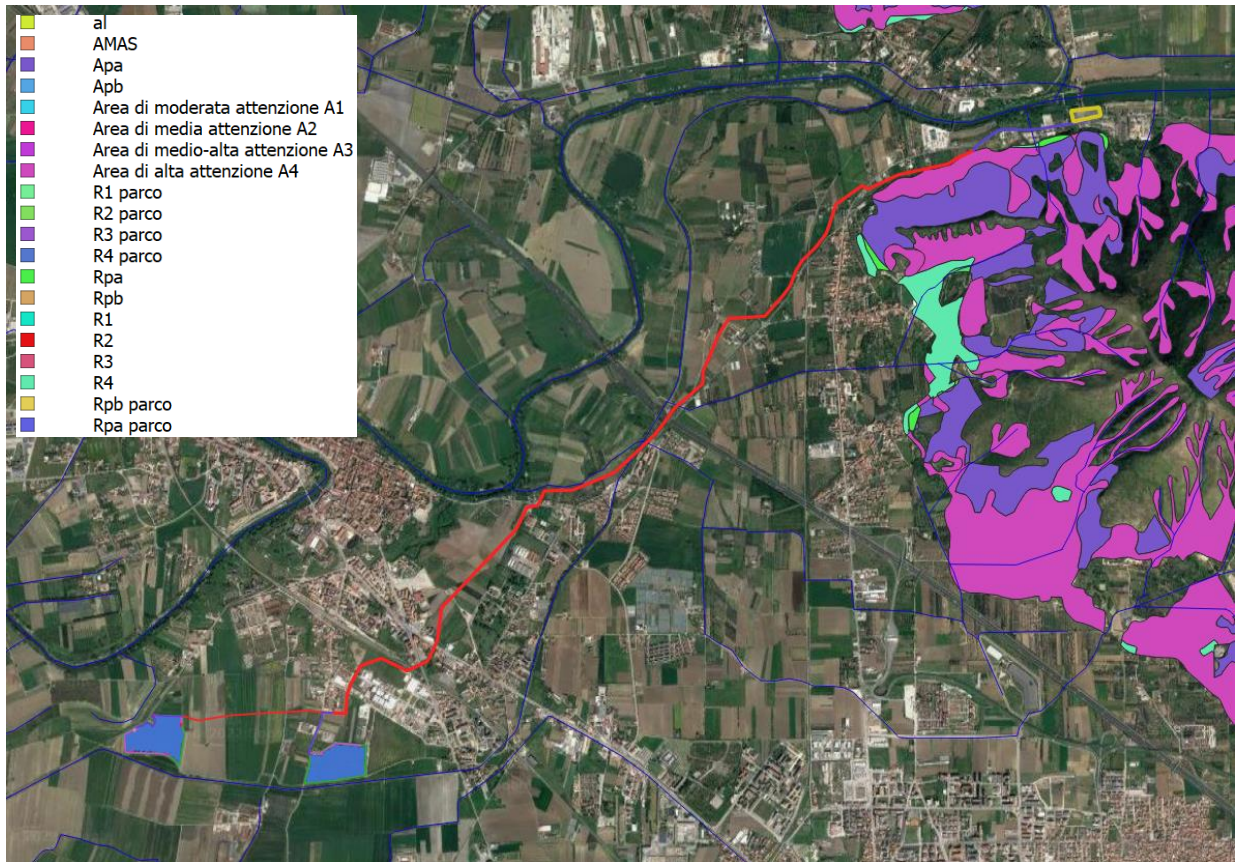 al
AMAS
Apa
Apb
Area di moderata attenzione A1
Area di media attenzione A2
Area di medio-alta attenzione A3
Area di alta attenzione A4
R1 parco
R2 parco
R3 parco
R4 parco
Rpa
Rpb
R1
R2
R3
R4
Rpb parco
Rpa parco